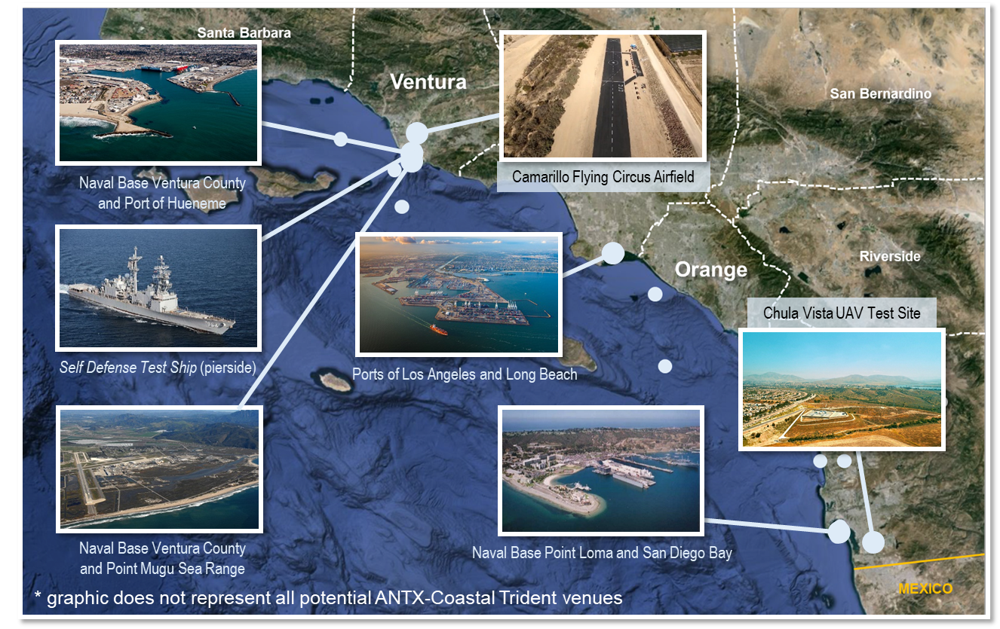 Santa Barbara
Ventura
San Bernardino
Naval Base Ventura County
and Port of Hueneme
Camarillo Flying Circus Airfield
Orange
Riverside
Chula Vista UAV Test Site
Self Defense Test Ship (pierside)
Ports of Los Angeles and Long Beach
Naval Base Ventura County
and Point Mugu Sea Range
Naval Base Point Loma and San Diego Bay
MEXICO
* graphic does not represent all potential ANTX-Coastal Trident venues